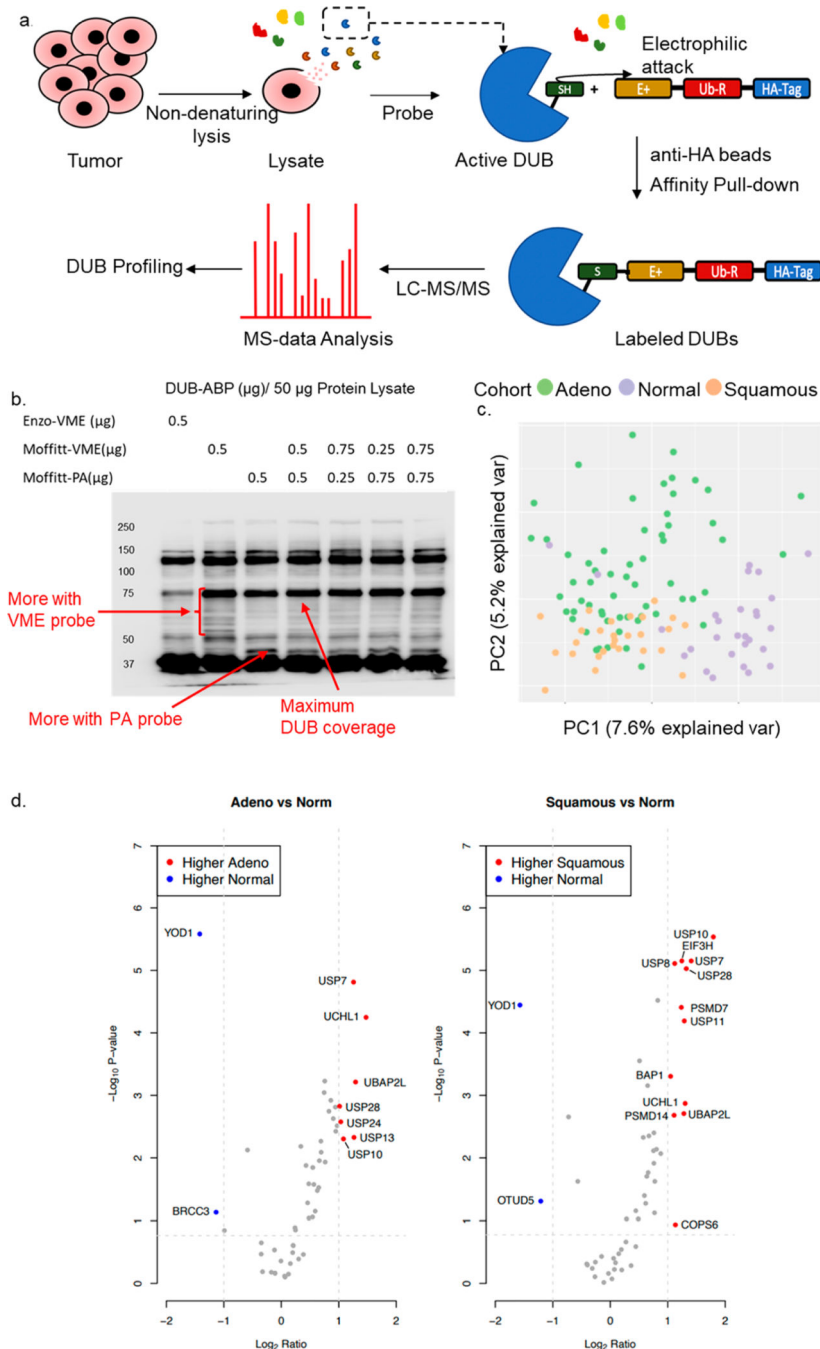 a.
Electrophilic
attack
SH + E+ Ub-R HA-Tag
Non-denaturing
lysis
Probe
Tumor
Lysate
Active DUB
anti-HA beads
Affinity Pull-down
DUB Profiling
LC-MS/MS
S E+ Ub-R HA-Tag
MS-data Analysis
Labeled DUBs
b.
DUB-ABP (µg)/ 50 µg Protein Lysate
Enzo-VME (µg) 0.5
Moffitt-VME(µg) 0.5 0.5 0.75 0.25 0.75
Moffitt-PA(µg) 0.5 0.5 0.25 0.75 0.75
250
150
100
75
50
37
More with
VME probe
More with PA probe
Maximum
DUB coverage
Cohort Adeno Normal Squamous
c.
PC2 (5.2% explained var)
PC1 (7.6% explained var)
d.
Adeno vs Norm
Higher Adeno
Higher Normal
YOD1
USP7
UCHL1
UBAP2L
USP28
USP24
USP13
USP10
BRCC3
−Log10 P-value
7
6
5
4
3
2
1
0
−2 −1 0 1 2
Log2 Ratio
Squamous vs Norm
Higher Squamous
Higher Normal
USP10
EIF3H
USP8
USP7
USP28
YOD1
PSMD7
USP11
BAP1
UCHL1
UBAP2L
PSMD14
OTUD5
COPS6
−Log10 P-value
7
6
5
4
3
2
1
0
−2 −1 0 1 2
Log2 Ratio